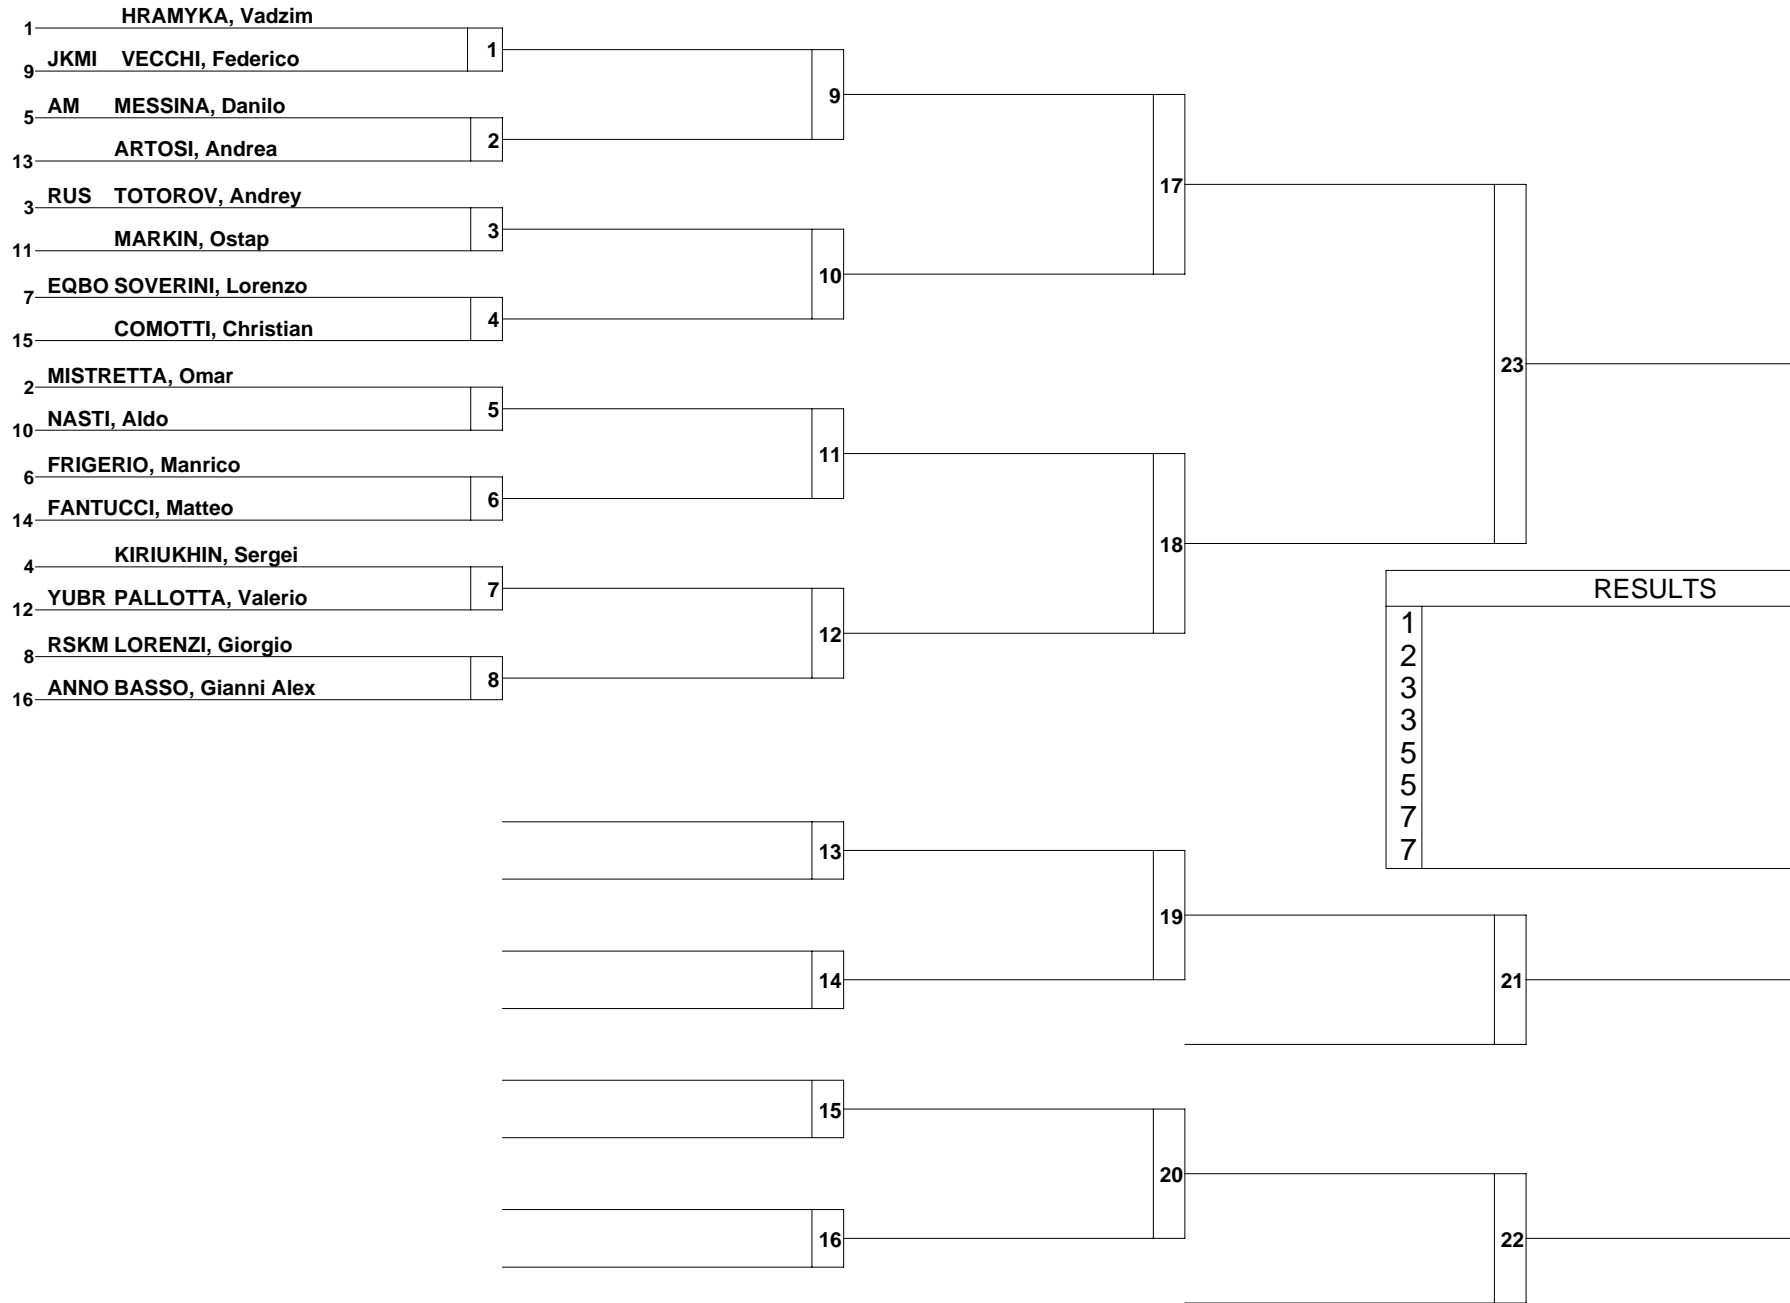 HRAMYKA, Vadzim
1
1
JKMI VECCHI, Federico
9
9
AM MESSINA, Danilo
5
2
ARTOSI, Andrea
13
17
RUS TOTOROV, Andrey
3
3
MARKIN, Ostap
11
10
EQBO SOVERINI, Lorenzo
7
4
COMOTTI, Christian
15
23
MISTRETTA, Omar
2
5
NASTI, Aldo
10
11
FRIGERIO, Manrico
6
6
FANTUCCI, Matteo
14
18
KIRIUKHIN, Sergei
4
7
YUBR PALLOTTA, Valerio
12
12
RSKM LORENZI, Giorgio
8
8
ANNO BASSO, Gianni Alex
16
RESULTS
1
2
3
3
5
5
7
7
13
19
14
21
15
20
16
22